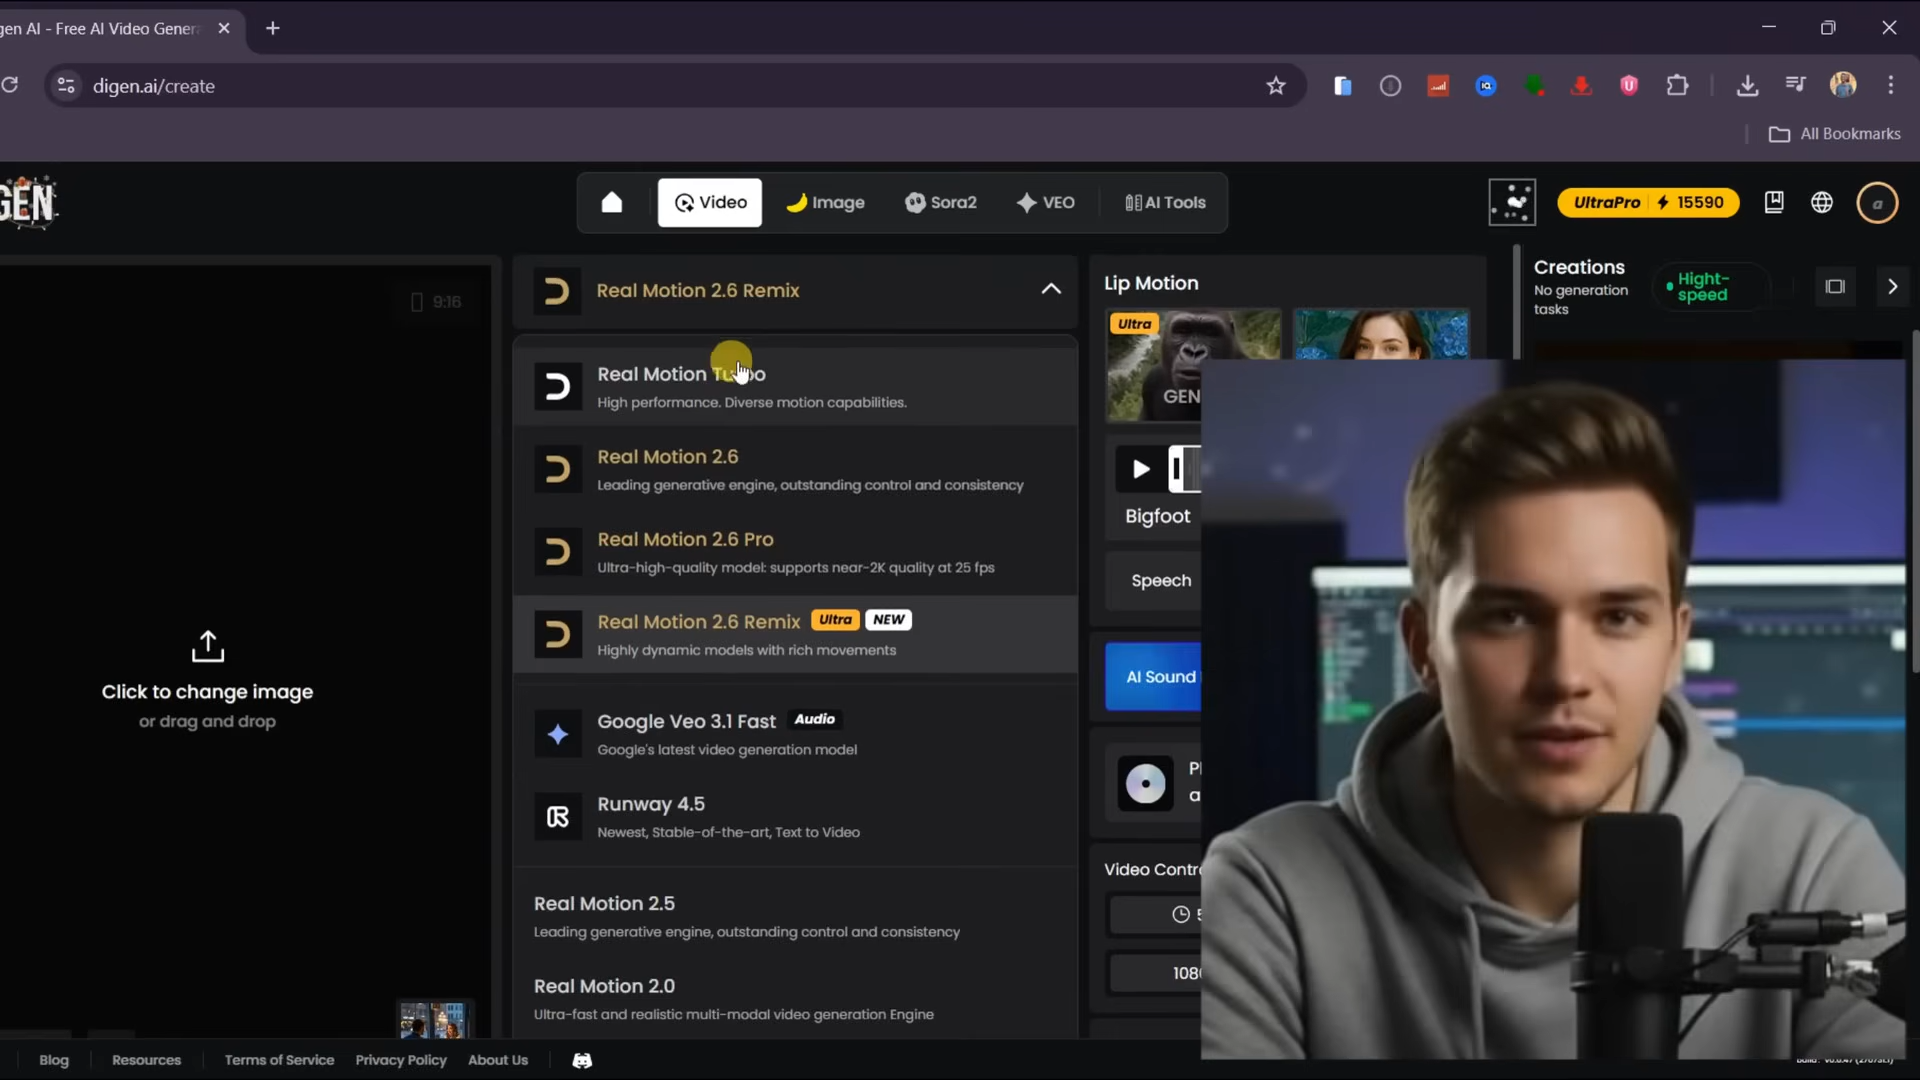 gen AI - Free AI Video Gener
digen.ai/create
All Bookmarks
GEN
Video
Image
Sora2
VEO
AI Tools
UltraPro
15590
a
9:16
Click to change image
or drag and drop
Real Motion 2.6 Remix
Real Motion Tu bo
High performance. Diverse motion capabilities.
Real Motion 2.6
Leading generative engine, outstanding control and consistency
Real Motion 2.6 Pro
Ultra-high-quality model: supports near-2K quality at 25 fps
Real Motion 2.6 Remix Ultra NEW
Highly dynamic models with rich movements
Google Veo 3.1 Fast Audio
Google's latest video generation model
Runway 4.5
Newest, Stable-of-the-art, Text to Video
Real Motion 2.5
Leading generative engine, outstanding control and consistency
Real Motion 2.0
Ultra-fast and realistic multi-modal video generation Engine
Lip Motion
Ultra
GEN
Bigfoot
Speech
AI Sound
Pl
a
Video Contr
5
108
Creations
No generation
tasks
Hight-
speed
Blog
Resources
Terms of Service
Privacy Policy
About Us